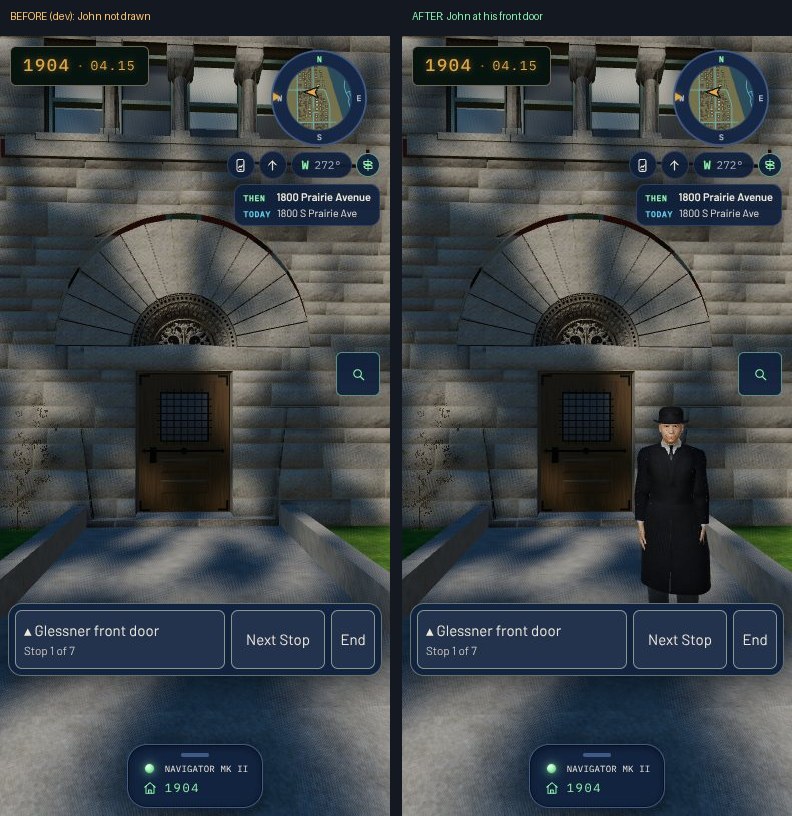 BEFORE (dev): John not drawn
1904 · 04.15
N
W
E
S
W 272°
THEN 1800 Prairie Avenue
TODAY 1800 S Prairie Ave
▲ Glessner front door
Stop 1 of 7
Next Stop
End
NAVIGATOR MK II
1904
AFTER: John at his front door
1904 · 04.15
N
W
E
S
W 272°
THEN 1800 Prairie Avenue
TODAY 1800 S Prairie Ave
▲ Glessner front door
Stop 1 of 7
Next Stop
End
NAVIGATOR MK II
1904